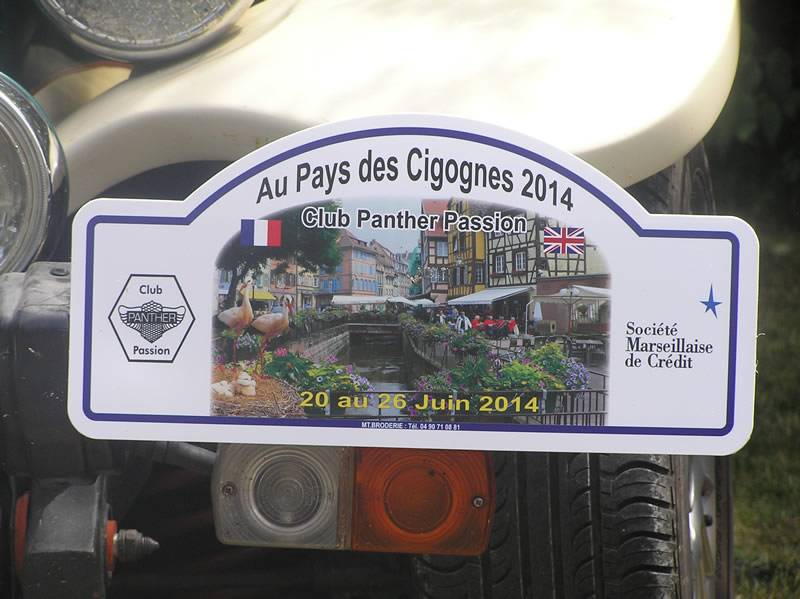 Au Pays des Cigognes 2014
Club Panther Passion
Club
PANTHER
Passion
Société
Marseillaise
de Crédit
20 au 26 Juin 2014
MT.BRODERIE : Tél. 04 90 71 08 81